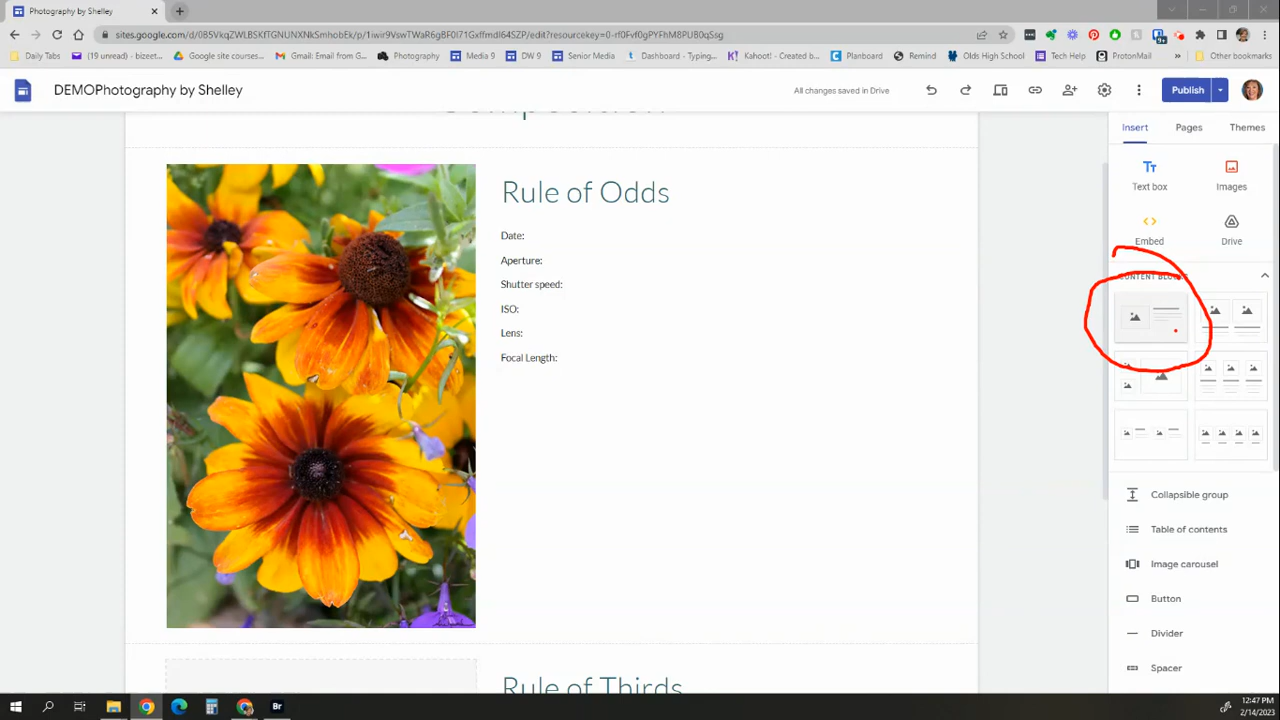 Photography by Shelley
sites.google.com/d/0B5VkqZWLBSKfTGNUNXNkSmhobEk/p/1iwir9VswTWaR6gBF0l71Gxffmdl64SZP/edit?resourcekey=0-rf0Fvf0gPYFhM8PUB0qSsg
Daily Tabs (19 unread) - bizeet... Google site courses Gmail: Email from G... Photography Media 9 DW 9 Senior Media Dashboard - Typing... Kahoot! - Created b... Planboard Remind Olds High School Tech Help ProtonMail Other bookmarks
DEMOPhotography by Shelley All changes saved in Drive Publish
Insert Pages Themes
Rule of Odds
Date:
Aperture:
Shutter speed:
ISO:
Lens:
Focal Length:
Rule of Thirds
Text box Images
Embed Drive
Collapsible group
Table of contents
Image carousel
Button
Divider
Spacer
Br
12:47 PM
2/14/2023